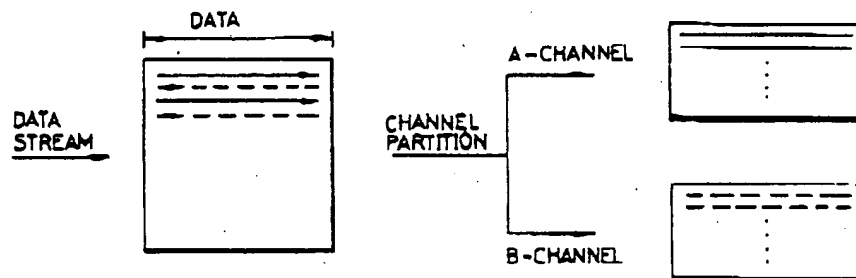 DATA
DATA
STREAM
CHANNEL
PARTITION
A-CHANNEL
B-CHANNEL